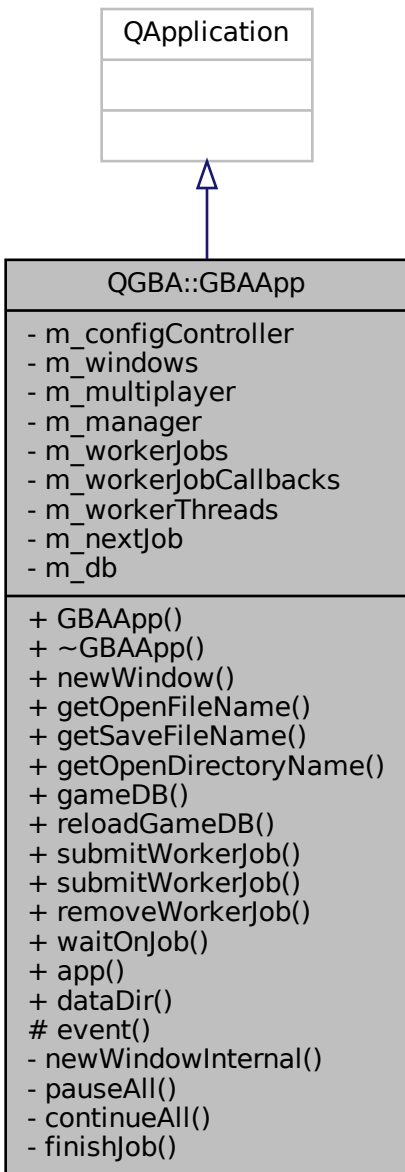 QApplication
QGBA::GBAApp
- m_configController
- m_windows
- m_multiplayer
- m_manager
- m_workerJobs
- m_workerJobCallbacks
- m_workerThreads
- m_nextJob
- m_db
+ GBAApp()
+ ~GBAApp()
+ newWindow()
+ getOpenFileName()
+ getSaveFileName()
+ getOpenDirectoryName()
+ gameDB()
+ reloadGameDB()
+ submitWorkerJob()
+ submitWorkerJob()
+ removeWorkerJob()
+ waitOnJob()
+ app()
+ dataDir()
# event()
- newWindowInternal()
- pauseAll()
- continueAll()
- finishJob()